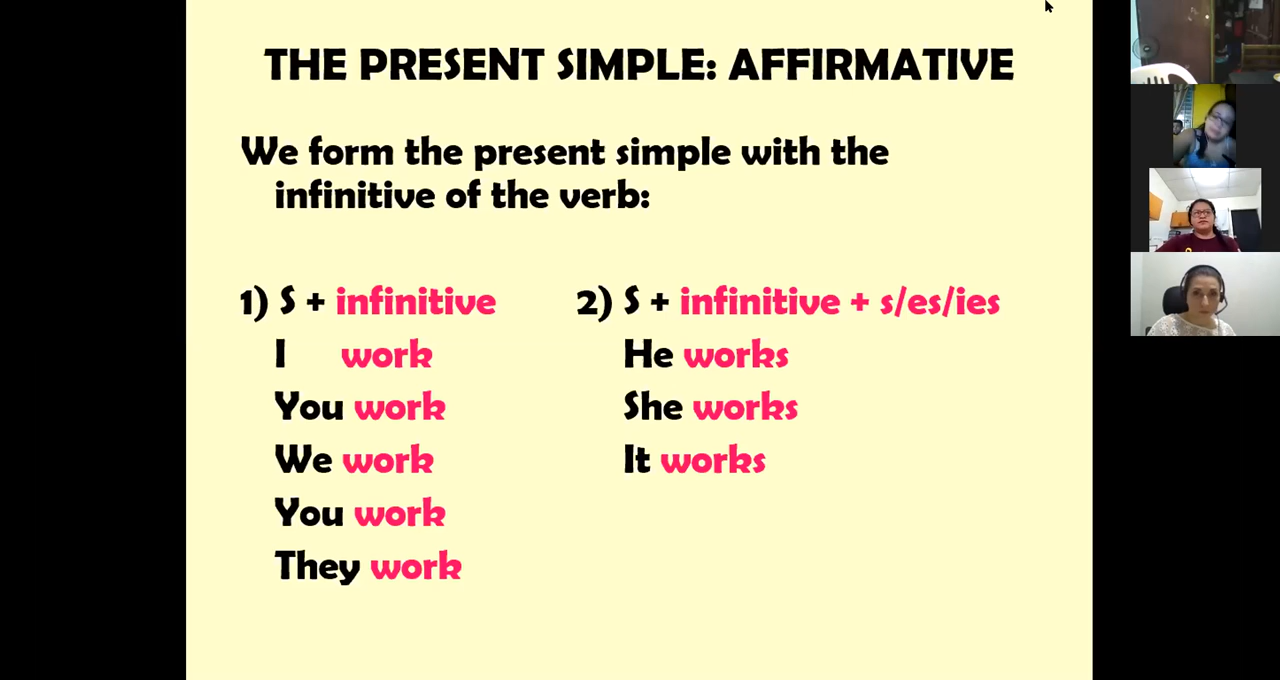 THE PRESENT SIMPLE: AFFIRMATIVE
We form the present simple with the
infinitive of the verb:
1) S + infinitive
I work
You work
We work
You work
They work
2) S + infinitive + s/es/ies
He works
She works
It works